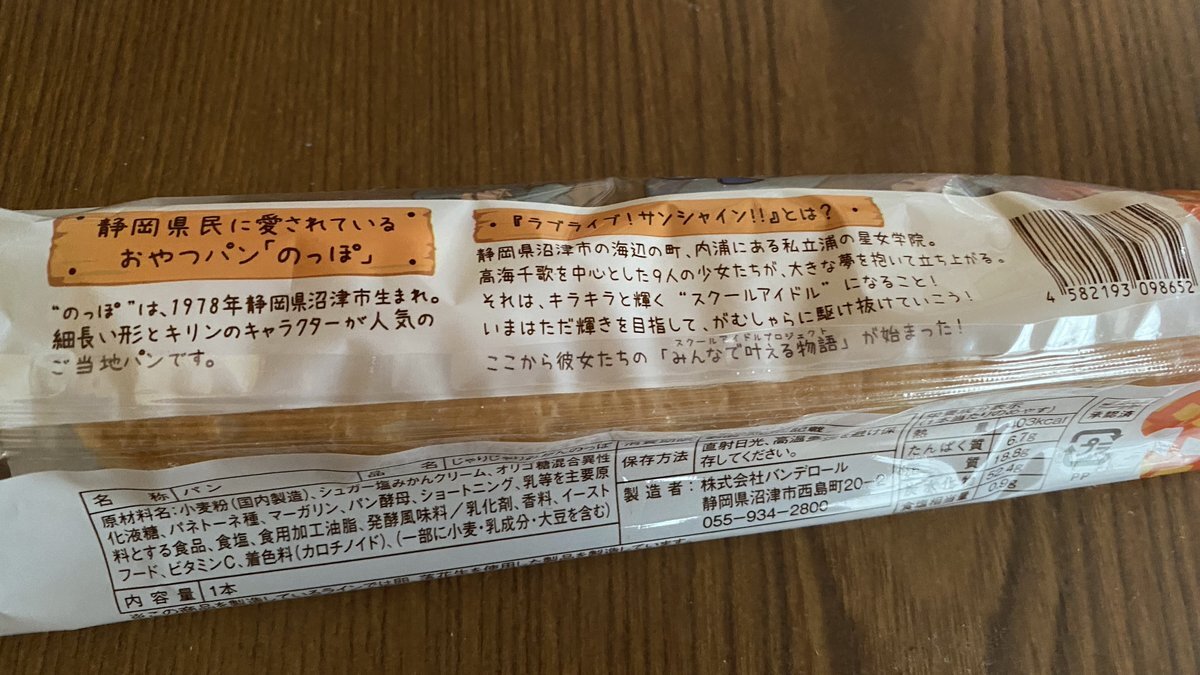 静岡県民に愛されている
おやつパン「のっぽ」
"のっぽ"は、1978年静岡県沼津市生まれ。
細長い形とキリンのキャラクターが人気の
ご当地パンです。
『ラブライブ!サンシャイン!!』とは?
静岡県沼津市の海辺の町、内浦にある私立浦の星女学院。
高海千歌を中心とした9人の少女たちが、大きな夢を抱いて立ち上がる。
それは、キラキラと輝く"スクールアイドル"になること!
いまはただ輝きを目指して、がむしゃらに駆け抜けていこう!
スクールアイドルプロジェクト
ここから彼女たちの「みんなで叶える物語」が始まった!
4 582193 098652
名称 パン
品名
原材料名:小麦粉(国内製造)、シュガー塩みかんクリーム、オリゴ糖混合異性
化液糖、パネトーネ種、マーガリン、パン酵母、ショートニング、乳等を主要原
料とする食品、食塩、食用加工油脂、発酵風味料/乳化剤、香料、イースト
フード、ビタミンC、着色料(カロチノイド)、(一部に小麦・乳成分・大豆を含む)
内容量 1本
保存方法
直射日光、高温
存してください。
製造者:株式会社バンデロール
静岡県沼津市西島町20-2
055-934-2800
熱
たんぱく質 6.1g
質
承認済
PP